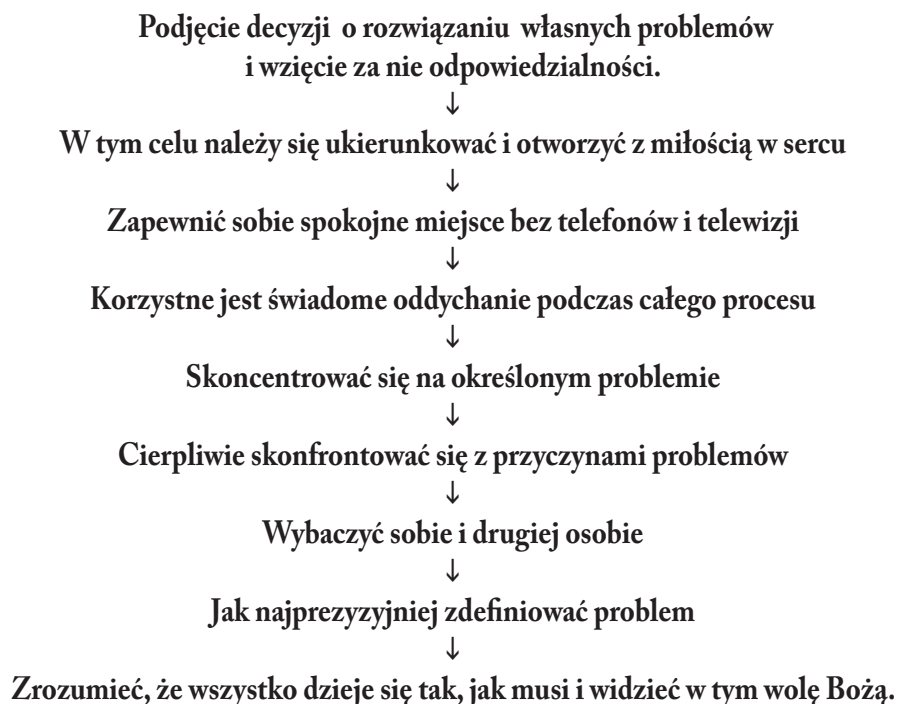 Podjęcie decyzji o rozwiązaniu własnych problemów
i wzięcie za nie odpowiedzialności.
↓
W tym celu należy się ukierunkować i otworzyć z miłością w sercu
↓
Zapewnić sobie spokojne miejsce bez telefonów i telewizji
↓
Korzystne jest świadome oddychanie podczas całego procesu
↓
Skoncentrować się na określonym problemie
↓
Cierpliwie skonfrontować się z przyczynami problemów
↓
Wybaczyć sobie i drugiej osobie
↓
Jak najprezyzyjniej zdefiniować problem
↓
Zrozumieć, że wszystko dzieje się tak, jak musi i widzieć w tym wolę Bożą.